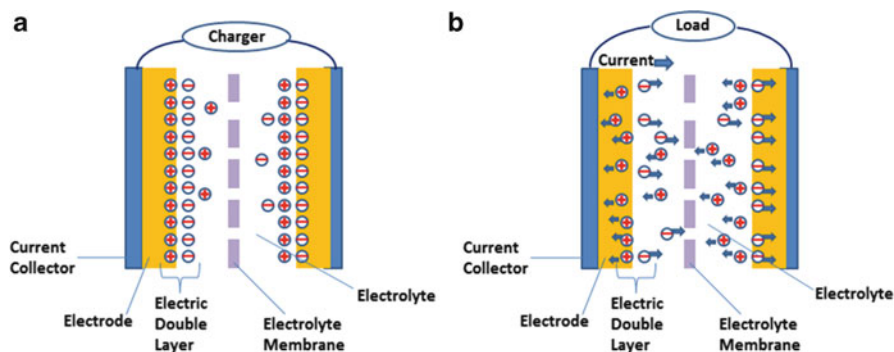 a
Charger
Current
Collector
Electrode
Electric
Double
Layer
Electrolyte
Membrane
Electrolyte
b
Load
Current
Current
Collector
Electrode
Electric
Double
Layer
Electrolyte
Membrane
Electrolyte